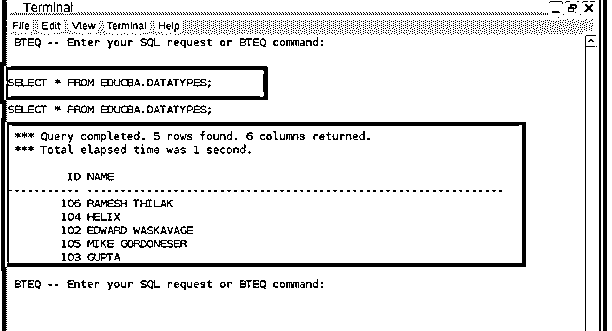 Terminal
File Edit View Terminal Help
BTEQ -- Enter your SQL request or BTEQ command:
SELECT * FROM EDUCBA.DATATYPES;
SELECT * FROM EDUCBA.DATATYPES;
*** Query completed. 5 rows found. 6 columns returned.
*** Total elapsed time was 1 second.
ID NAME
----------- --------------------------------------------------------------
106 RAMESH THILAK
104 HELIX
102 EDWARD WASKAVAGE
105 MIKE GORDONESER
103 GUPTA
BTEQ -- Enter your SQL request or BTEQ command: